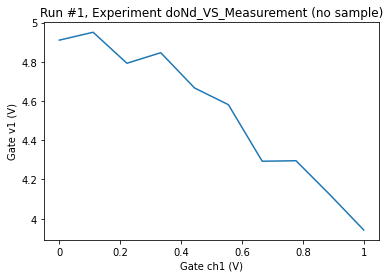 Run #1, Experiment doNd_VS_Measurement (no sample)
5
4.8
4.6
4.4
4.2
4
Gate v1 (V)
0 0.2 0.4 0.6 0.8 1
Gate ch1 (V)